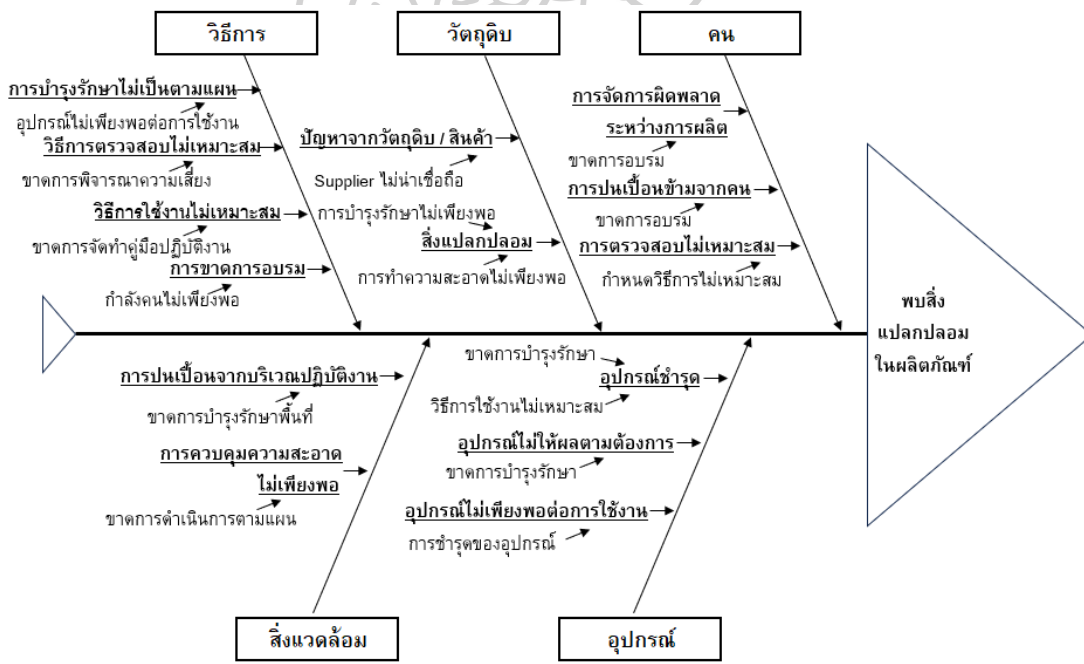 วิธีการ
วัตถุดิบ
คน
การบำรุงรักษาไม่เป็นตามแผน
อุปกรณ์ไม่เพียงพอต่อการใช้งาน
วิธีการตรวจสอบไม่เหมาะสม
ขาดการพิจารณาความเสี่ยง
วิธีการใช้งานไม่เหมาะสม
ขาดการจัดทำคู่มือปฏิบัติงาน
การขาดการอบรม
กำลังคนไม่เพียงพอ
ปัญหาจากวัตถุดิบ / สินค้า
Supplier ไม่น่าเชื่อถือ
การบำรุงรักษาไม่เพียงพอ
สิ่งแปลกปลอม
การทำความสะอาดไม่เพียงพอ
การจัดการผิดพลาด
ระหว่างการผลิต
ขาดการอบรม
การปนเปื้อนข้ามจากคน
ขาดการอบรม
การตรวจสอบไม่เหมาะสม
กำหนดวิธีการไม่เหมาะสม
พบสิ่ง
แปลกปลอม
ในผลิตภัณฑ์
การปนเปื้อนจากบริเวณปฏิบัติงาน
ขาดการบำรุงรักษาพื้นที่
การควบคุมความสะอาด
ไม่เพียงพอ
ขาดการดำเนินการตามแผน
ขาดการบำรุงรักษา
อุปกรณ์ชำรุด
วิธีการใช้งานไม่เหมาะสม
อุปกรณ์ไม่ให้ผลตามต้องการ
ขาดการบำรุงรักษา
อุปกรณ์ไม่เพียงพอต่อการใช้งาน
การชำรุดของอุปกรณ์
สิ่งแวดล้อม
อุปกรณ์